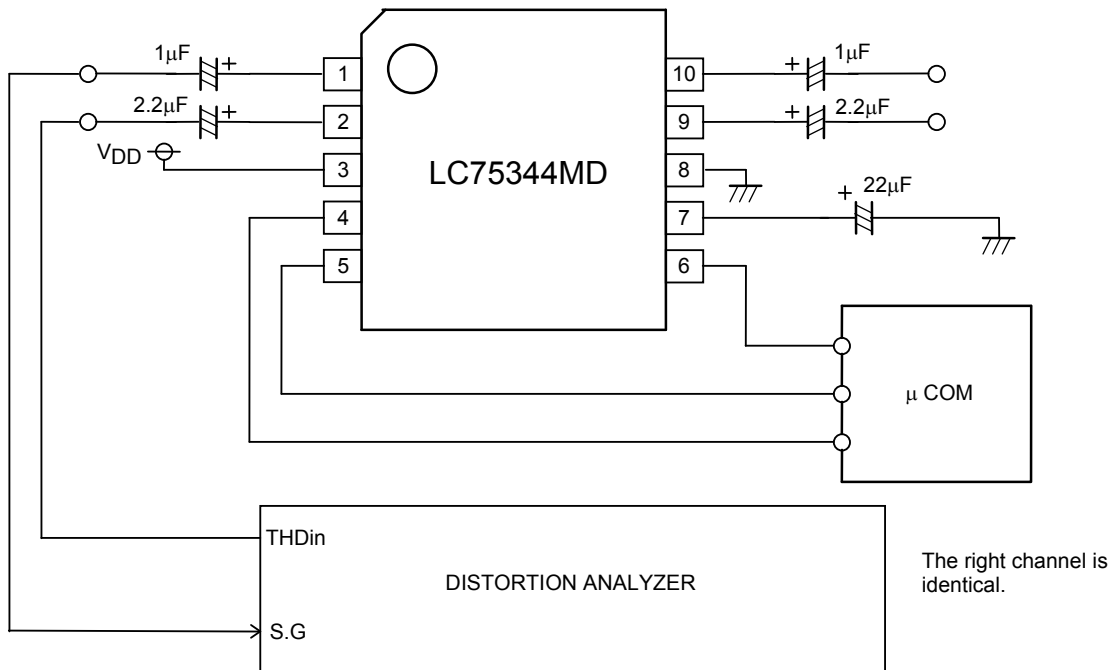 1μF
1
10
1μF
2.2μF
2
9
2.2μF
VDD
3
LC75344MD
8
4
7
22μF
5
6
μ COM
THDin
DISTORTION ANALYZER
The right channel is
identical.
S.G